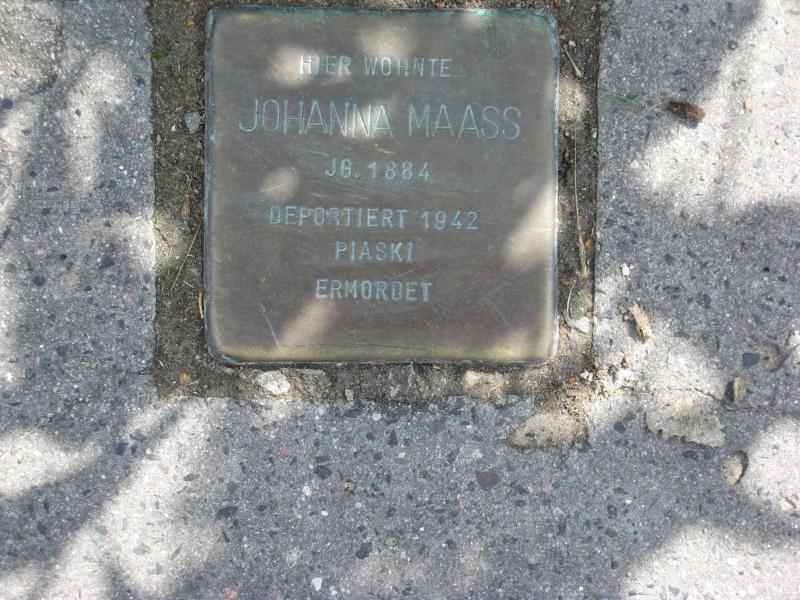 HIER WOHNTE
JOHANNA MAASS
JG. 1884
DEPORTIERT 1942
PIASKI
ERMORDET